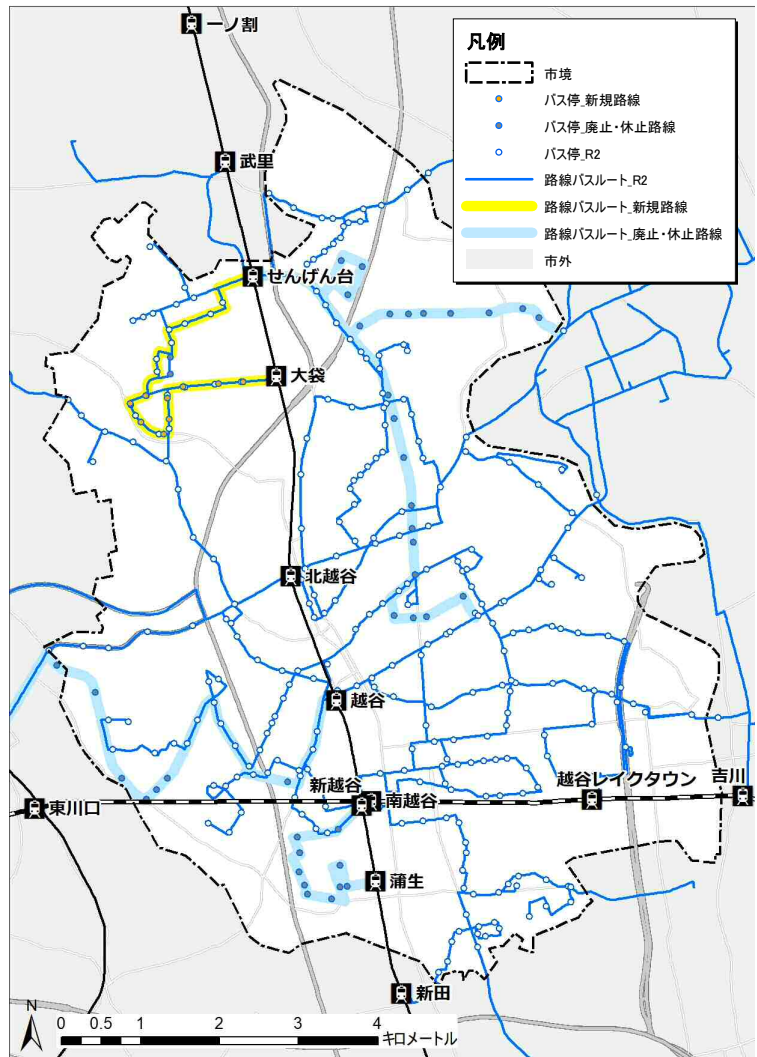 一ノ割
凡例
市境
バス停_新規路線
バス停_廃止・休止路線
バス停_R2
路線バスルート_R2
路線バスルート_新規路線
路線バスルート_廃止・休止路線
市外
武里
せんげん台
大袋
北越谷
越谷
新越谷
南越谷
越谷レイクタウン
吉川
東川口
蒲生
新田
N
0 0.5 1 2 3 4
キロメートル